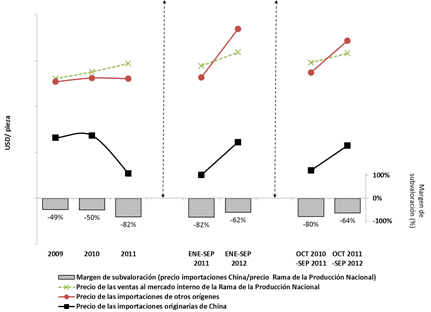 USD/ pieza
100%
0%
-100%
Margen de
subvaloración (%)
-49%
-50%
-82%
-82%
-62%
-80%
-64%
2009
2010
2011
ENE-SEP
2011
ENE-SEP
2012
OCT 2010
-SEP 2011
OCT 2011
-SEP 2012
Margen de subvaloración (precio importaciones China/precio Rama de la Producción Nacional)
Precio de las ventas al mercado interno de la Rama de la Producción Nacional
Precio de las importaciones de otros orígenes
Precio de las importaciones originarias de China